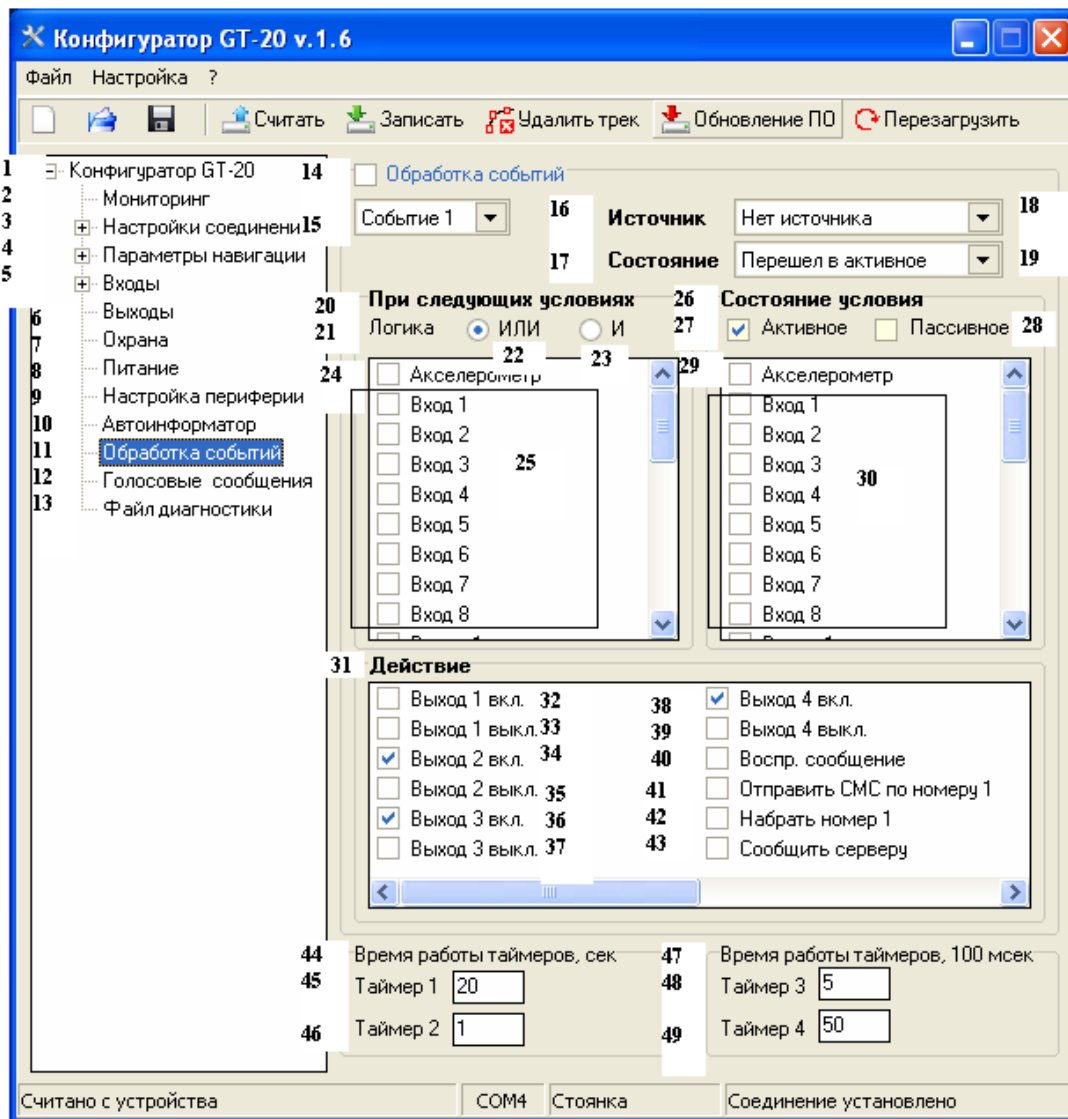 Конфигуратор GT-20 v.1.6
Файл Настройка ?
Считать Записать Удалить трек Обновление ПО Перезагрузить
1 Конфигуратор GT-20
2 Мониторинг
3 Настройки соединени
4 Параметры навигации
5 Входы
6 Выходы
7 Охрана
8 Питание
9 Настройка периферии
10 Автоинформатор
11 Обработка событий
12 Голосовые сообщения
13 Файл диагностики
14 Обработка событий
15 Событие 1 16 Источник Нет источника 18
17 Состояние Перешел в активное 19
20 При следующих условиях
21 Логика ИЛИ И
22 23
26 Состояние условия
27 Активное Пассивное 28
24 Акселерометр
Вход 1
Вход 2
Вход 3 25
Вход 4
Вход 5
Вход 6
Вход 7
Вход 8
29 Акселерометр
Вход 1
Вход 2
Вход 3
Вход 4 30
Вход 5
Вход 6
Вход 7
Вход 8
31 Действие
Выход 1 вкл. 32
Выход 1 выкл. 33
Выход 2 вкл. 34
Выход 2 выкл. 35
Выход 3 вкл. 36
Выход 3 выкл. 37
38 Выход 4 вкл.
39 Выход 4 выкл.
40 Воспр. сообщение
41 Отправить СМС по номеру 1
42 Набрать номер 1
43 Сообщить серверу
44 Время работы таймеров, сек
45 Таймер 1 20
46 Таймер 2 1
47 Время работы таймеров, 100 мсек
48 Таймер 3 5
49 Таймер 4 50
Считано с устройства COM4 Стоянка Соединение установлено